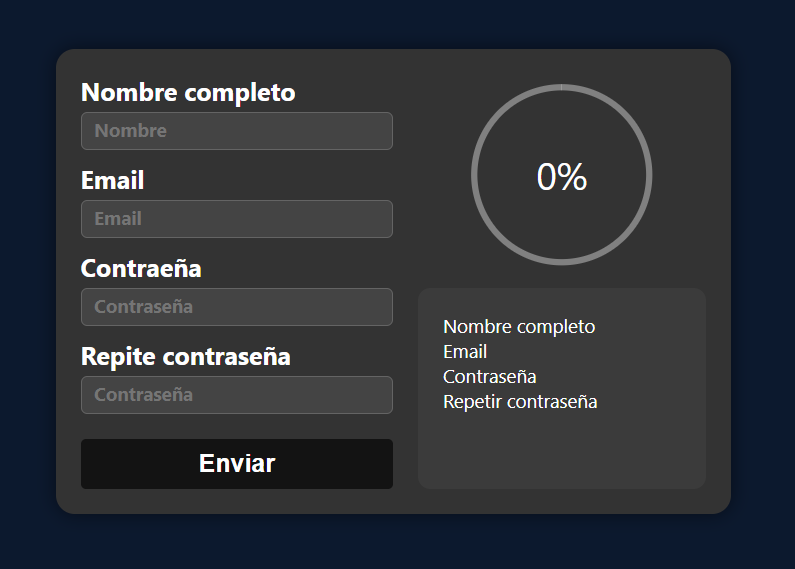 Nombre completo
Nombre
Email
Email
Contraeña
Contraseña
Repite contraseña
Contraseña
Enviar
0%
Nombre completo
Email
Contraseña
Repetir contraseña